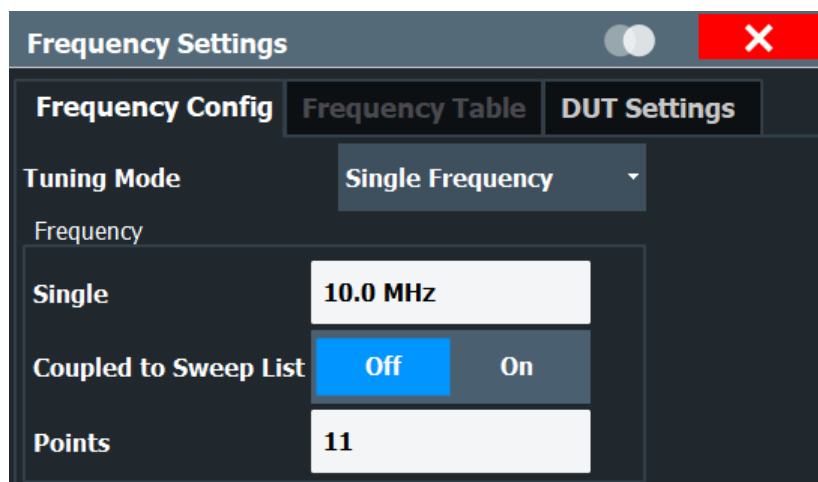 Frequency Settings
Frequency Config Frequency Table DUT Settings
Tuning Mode Single Frequency
Frequency
Single 10.0 MHz
Coupled to Sweep List Off On
Points 11